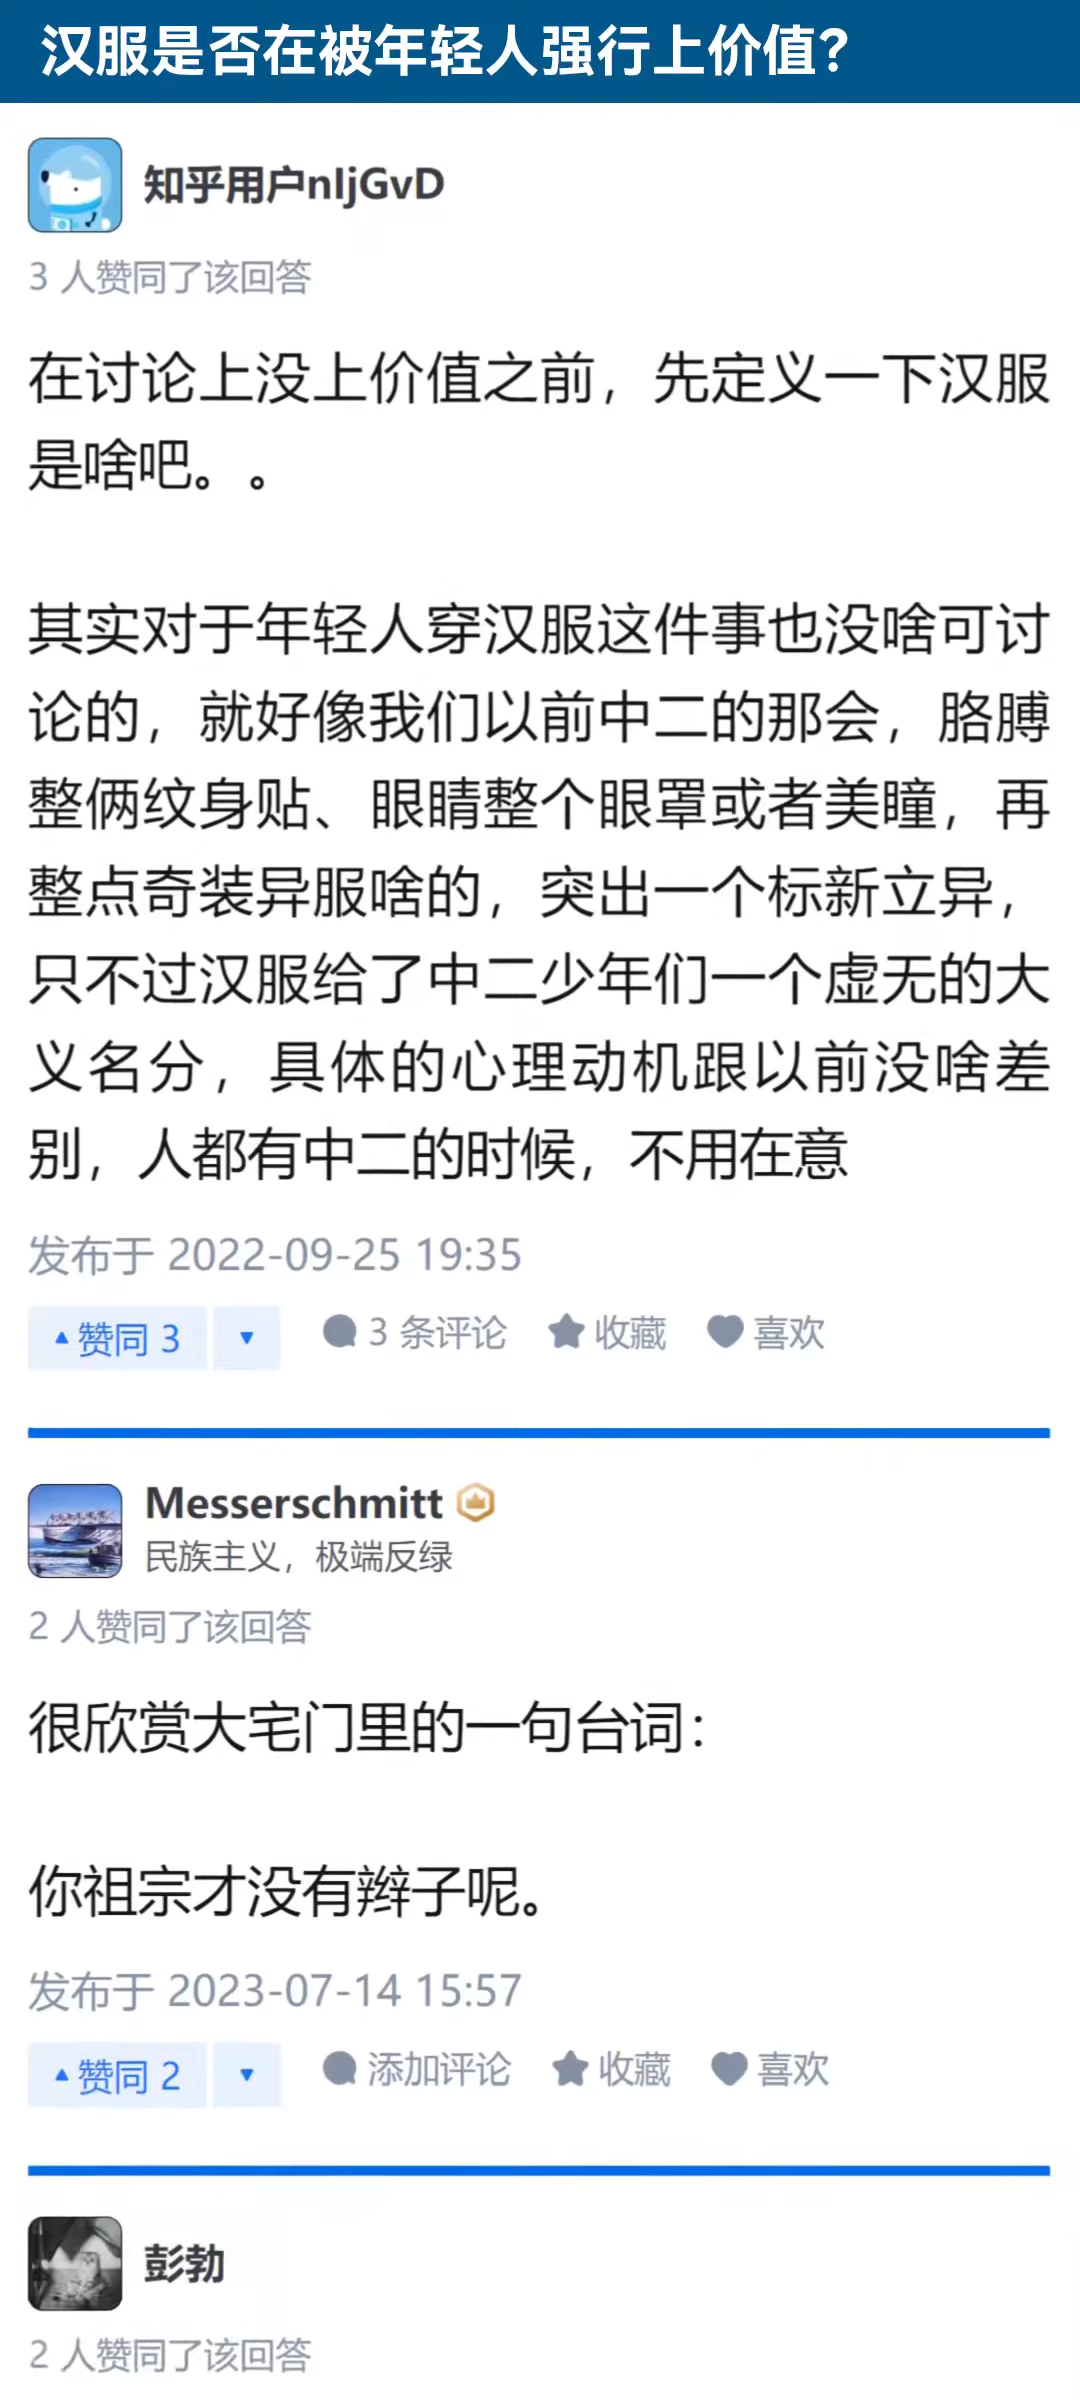 汉服是否在被年轻人强行上价值？
知乎用户nIjGvD
3 人赞同了该回答
在讨论上没上价值之前，先定义一下汉服
是啥吧。。
其实对于年轻人穿汉服这件事也没啥可讨
论的，就好像我们以前中二的那会，胳膊
整俩纹身贴、眼睛整个眼罩或者美瞳，再
整点奇装异服啥的，突出一个标新立异，
只不过汉服给了中二少年们一个虚无的大
义名分，具体的心理动机跟以前没啥差
别，人都有中二的时候，不用在意
发布于 2022-09-25 19:35
赞同 3 3 条评论 收藏 喜欢
Messerschmitt
民族主义，极端反绿
2 人赞同了该回答
很欣赏大宅门里的一句台词：
你祖宗才没有辫子呢。
发布于 2023-07-14 15:57
赞同 2 添加评论 收藏 喜欢
彭勃
2 人赞同了该回答